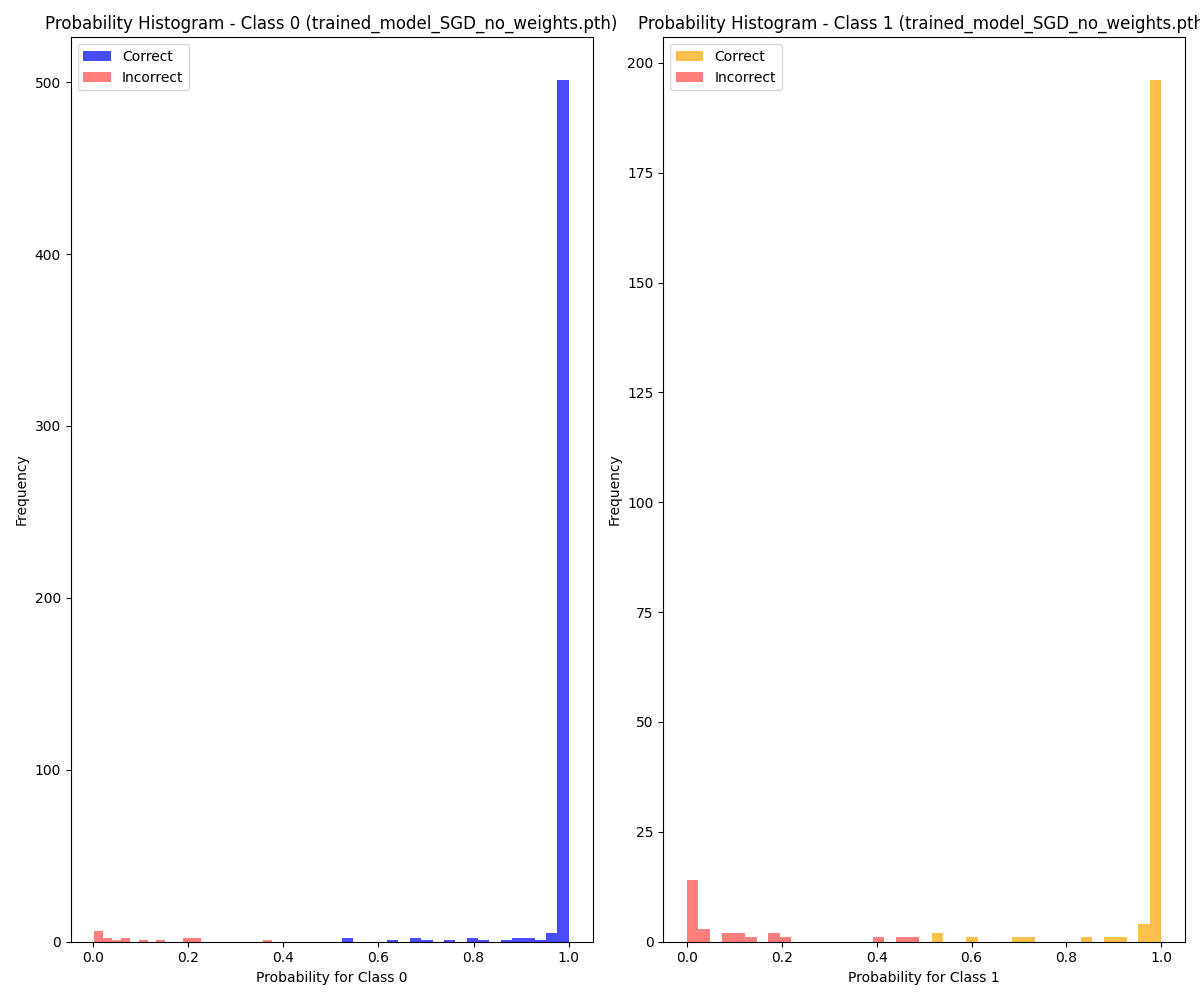 Probability Histogram - Class 0 (trained_model_SGD_no_weights.pth)
Correct
Incorrect
500
400
300
200
100
0
Frequency
0.0 0.2 0.4 0.6 0.8 1.0
Probability for Class 0
Probability Histogram - Class 1 (trained_model_SGD_no_weights.pth
Correct
Incorrect
200
175
150
125
100
75
50
25
0
Frequency
0.0 0.2 0.4 0.6 0.8 1.0
Probability for Class 1